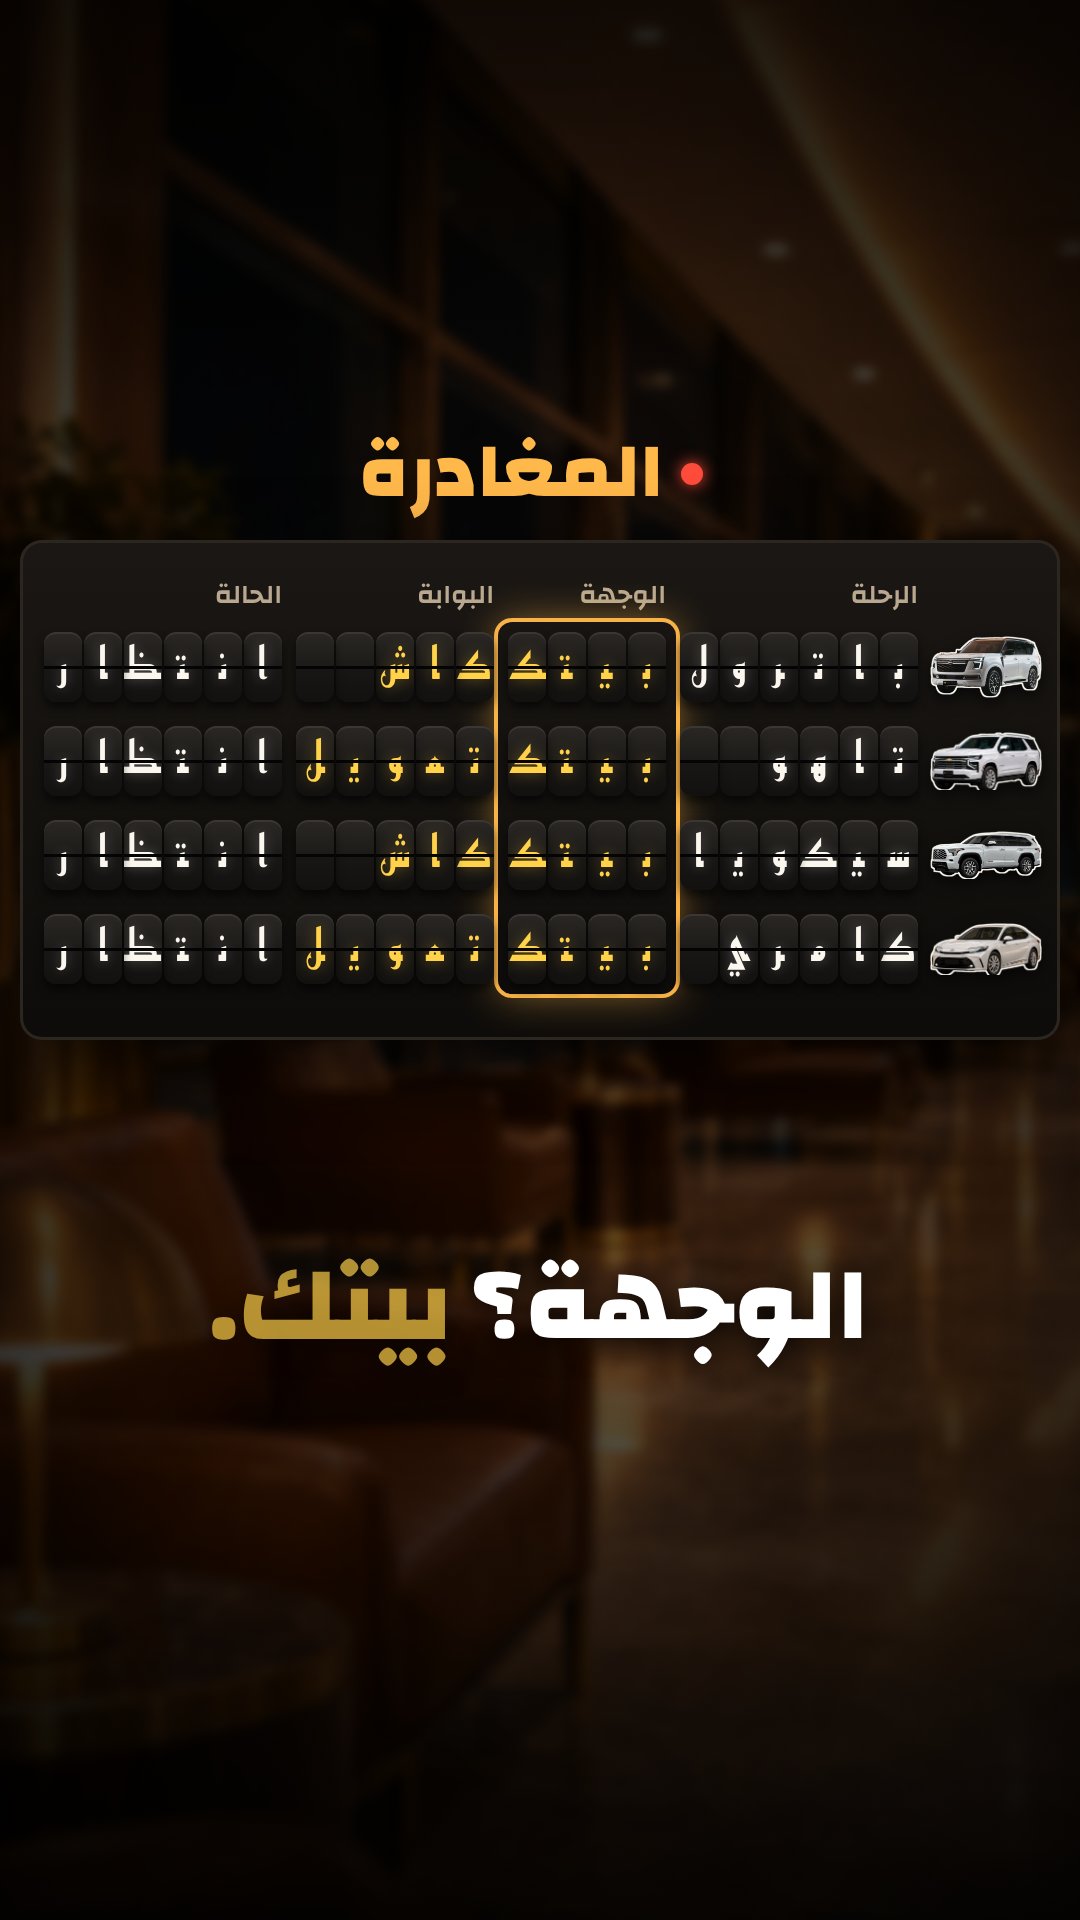 المغادرة
الرحلة الوجهة البوابة الحالة
باترول بيتك كاش انتظار
تاهو بيتك تمويل انتظار
سيكويا بيتك كاش انتظار
كامري بيتك تمويل انتظار
الوجهة؟ بيتك.